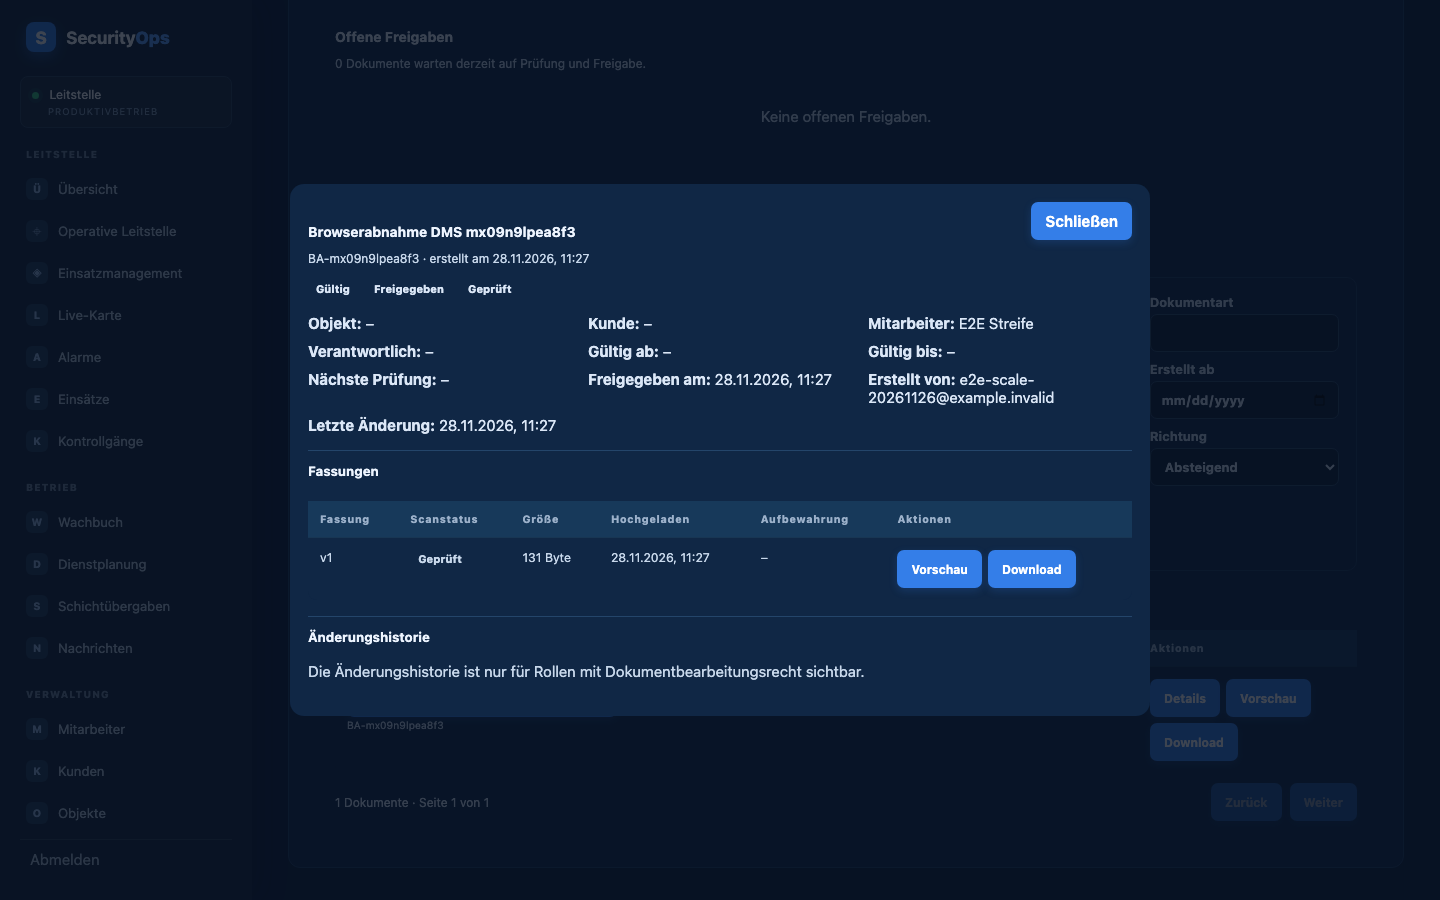 S SecurityOps
Leitstelle
PRODUKTIVBETRIEB
LEITSTELLE
Ü Übersicht
Operative Leitstelle
Einsatzmanagement
L Live-Karte
A Alarme
E Einsätze
K Kontrollgänge
BETRIEB
W Wachbuch
D Dienstplanung
S Schichtübergaben
N Nachrichten
VERWALTUNG
M Mitarbeiter
K Kunden
O Objekte
Abmelden
Offene Freigaben
0 Dokumente warten derzeit auf Prüfung und Freigabe.
Keine offenen Freigaben.
Schließen
Browserabnahme DMS mx09n9lpea8f3
BA-mx09n9lpea8f3 · erstellt am 28.11.2026, 11:27
Gültig Freigegeben Geprüft
Objekt: – Kunde: – Mitarbeiter: E2E Streife
Verantwortlich: – Gültig ab: – Gültig bis: –
Nächste Prüfung: – Freigegeben am: 28.11.2026, 11:27 Erstellt von: e2e-scale-
20261126@example.invalid
Letzte Änderung: 28.11.2026, 11:27
Fassungen
Fassung Scanstatus Größe Hochgeladen Aufbewahrung Aktionen
v1 Geprüft 131 Byte 28.11.2026, 11:27 – Vorschau Download
Änderungshistorie
Die Änderungshistorie ist nur für Rollen mit Dokumentbearbeitungsrecht sichtbar.
Dokumentart
Erstellt ab
mm/dd/yyyy
Richtung
Absteigend
Aktionen
Details Vorschau
Download
BA-mx09n9lpea8f3
1 Dokumente · Seite 1 von 1
Zurück Weiter